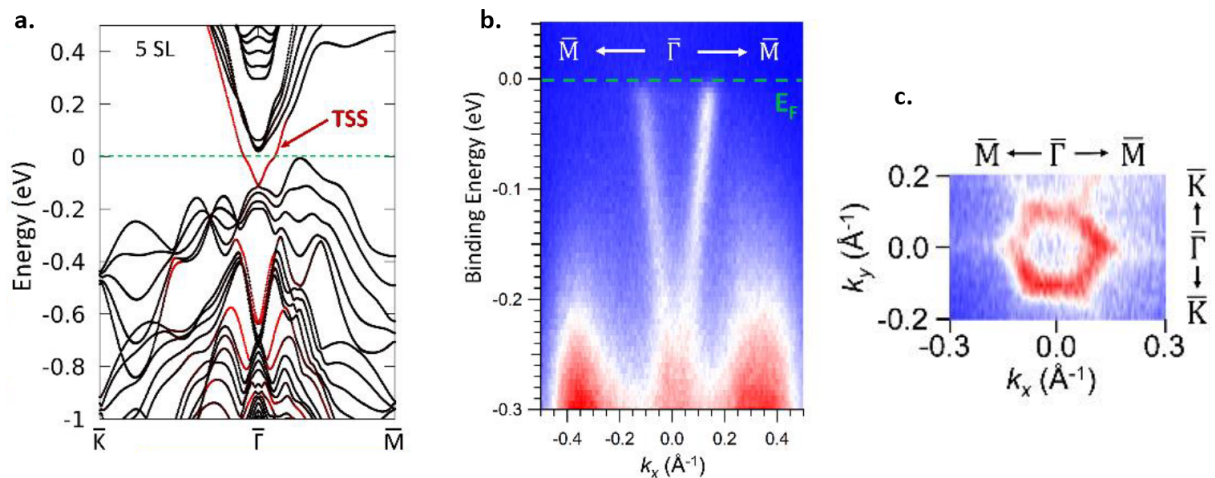 a.
5 SL
TSS
Energy (eV)
0.4
0.2
0
-0.2
-0.4
-0.6
-0.8
-1
K̅ Γ̅ M̅
b.
M̅ ← Γ̅ → M̅
E_F
Binding Energy (eV)
0.0
-0.1
-0.2
-0.3
-0.4 -0.2 0.0 0.2 0.4
kₓ (Å⁻¹)
c.
M̅ ← Γ̅ → M̅
k_y (Å⁻¹)
0.2
0.0
-0.2
-0.3 0.0 0.3
kₓ (Å⁻¹)
K̅
↑
Γ̅
↓
K̅